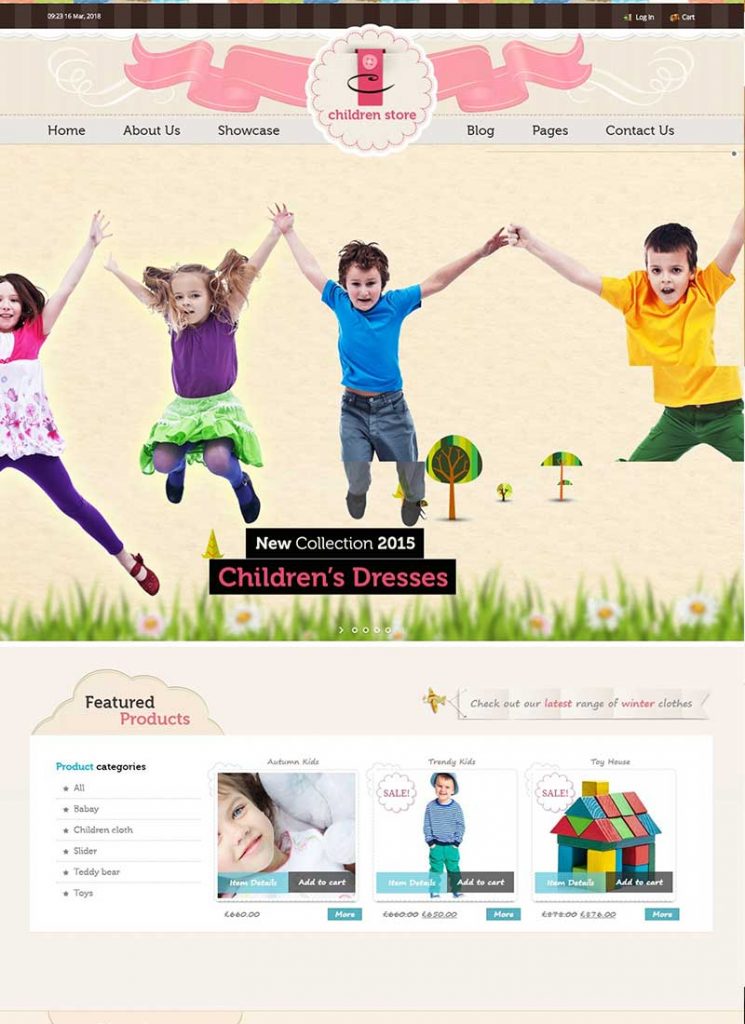 09:23 16 Mar, 2018
Log In
Cart
children store
Home
About Us
Showcase
Blog
Pages
Contact Us
New Collection 2015
Children's Dresses
Featured
Products
Check out our latest range of winter clothes
Product categories
All
Babay
Children cloth
Slider
Teddy bear
Toys
Autumn Kids
Item Details
Add to cart
£660.00
More
Trendy Kids
SALE!
Item Details
Add to cart
£660.00 £650.00
More
Toy House
SALE!
Item Details
Add to cart
£876.00
More